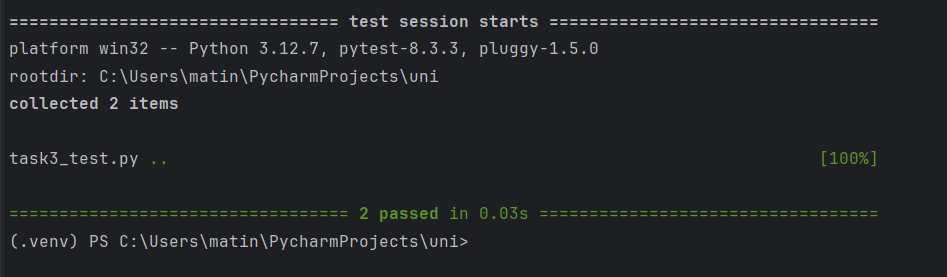 ================================= test session starts =================================
platform win32 -- Python 3.12.7, pytest-8.3.3, pluggy-1.5.0
rootdir: C:\Users\matin\PycharmProjects\uni
collected 2 items
task3_test.py .. [100%]
================================== 2 passed in 0.03s ==================================
(.venv) PS C:\Users\matin\PycharmProjects\uni>